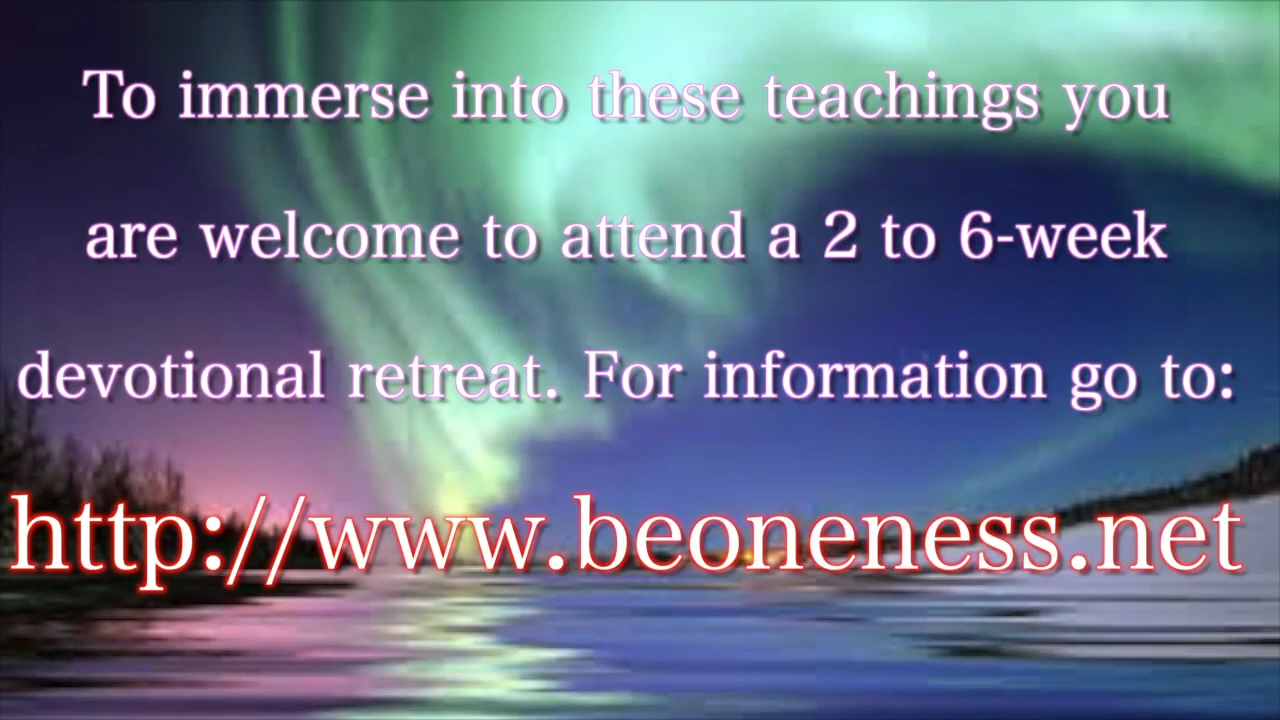 To immerse into these teachings you
are welcome to attend a 2 to 6-week
devotional retreat. For information go to:
http://www.beoneness.net